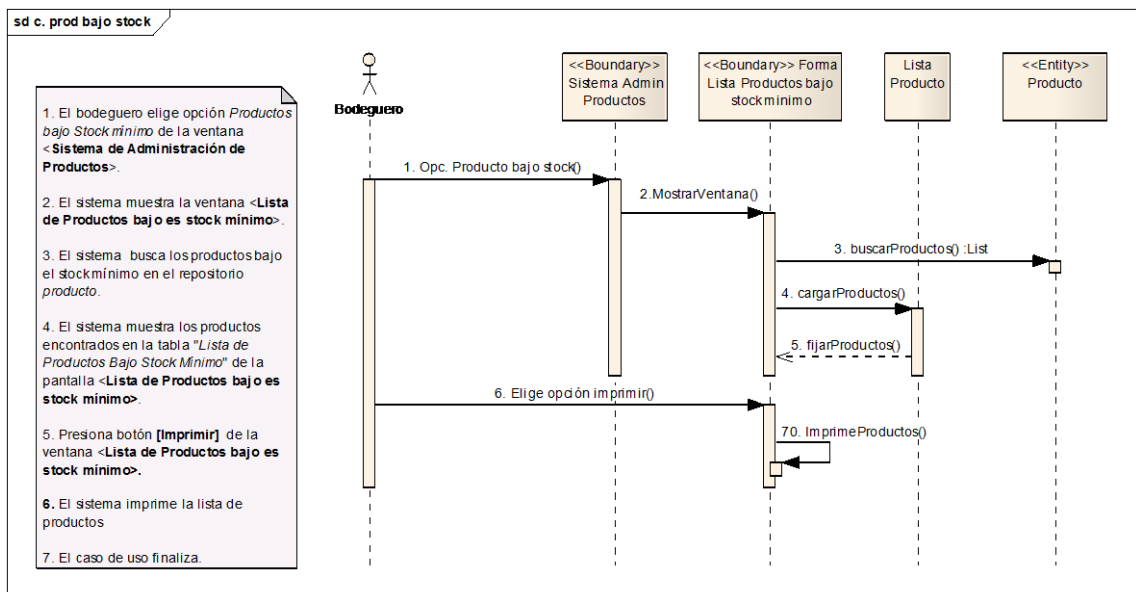 sd c. prod bajo stock
1. El bodeguero elige opción Productos
bajo Stock mínimo de la ventana
<Sistema de Administración de
Productos>.
2. El sistema muestra la ventana <Lista
de Productos bajo es stock mínimo>.
3. El sistema busca los productos bajo
el stock mínimo en el repositorio
producto.
4. El sistema muestra los productos
encontrados en la tabla "Lista de
Productos Bajo Stock Mínimo" de la
pantalla <Lista de Productos bajo es
stock mínimo>.
5. Presiona botón [Imprimir] de la
ventana <Lista de Productos bajo es
stock mínimo>.
6. El sistema imprime la lista de
productos
7. El caso de uso finaliza.
Bodeguero
<<Boundary>>
Sistema Admin
Productos
<<Boundary>> Forma
Lista Productos bajo
stock minimo
Lista
Producto
<<Entity>>
Producto
1. Opc. Producto bajo stock()
2.MostrarVentana()
3. buscarProductos() :List
4. cargarProductos()
5. fijarProductos()
6. Elige opción imprimir()
70. ImprimeProductos()